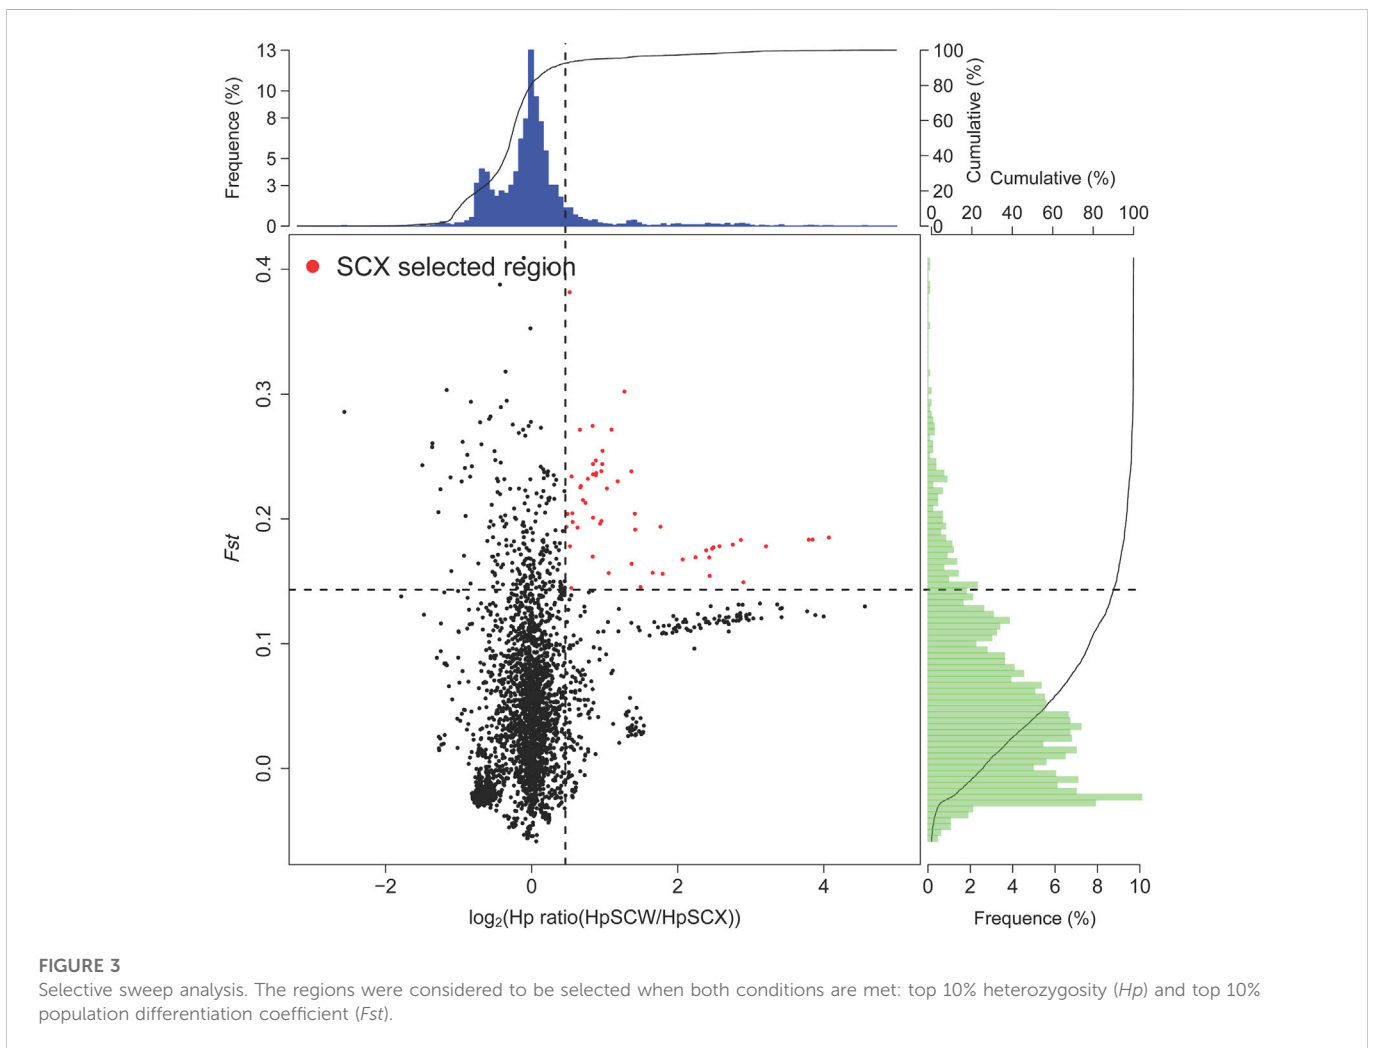 13
10
8
5
3
0
Frequence (%)
100
80
60
40
20
0
Cumulative (%)
Cumulative (%)
0 20 40 60 80 100
SCX selected region
0.4
0.3
0.2
0.1
0.0
Fst
−2 0 2 4
log₂(Hp ratio(HpSCW/HpSCX))
0 2 4 6 8 10
Frequence (%)
FIGURE 3
Selective sweep analysis. The regions were considered to be selected when both conditions are met: top 10% heterozygosity (Hp) and top 10%
population differentiation coefficient (Fst).